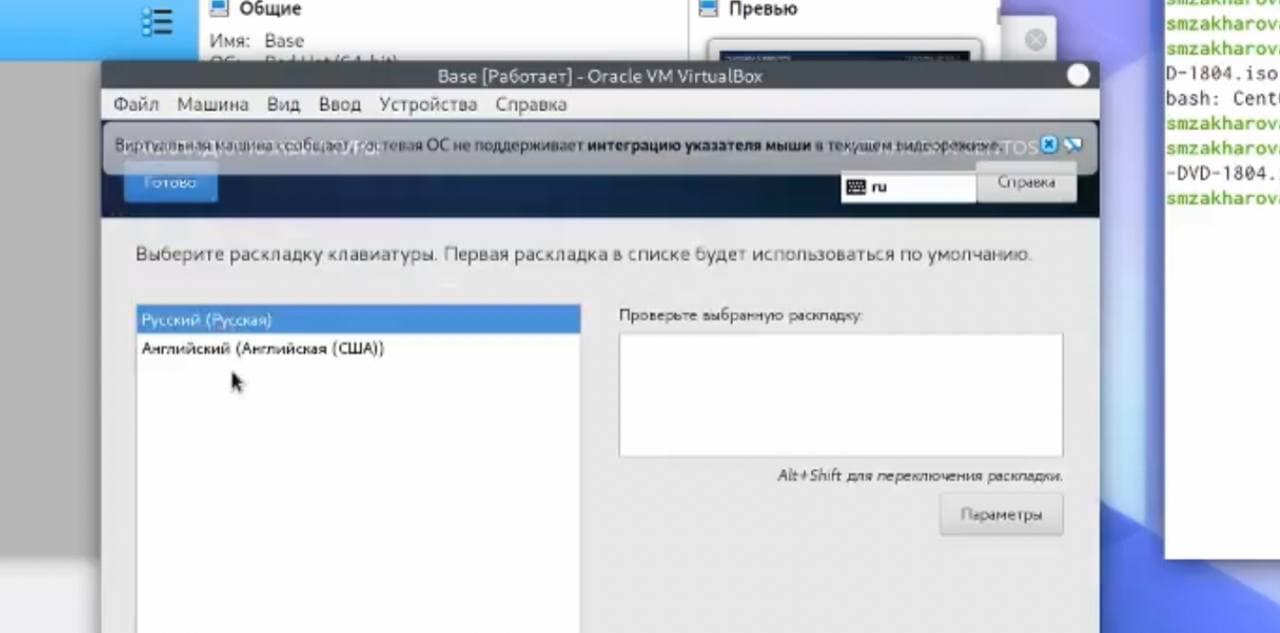 Общие
Превью
Имя: Base
Base [Работает] - Oracle VM VirtualBox
Файл Машина Вид Ввод Устройства Справка
Виртуальная машина сообщает, гостевая ОС не поддерживает интеграцию указателя мыши в текущем видеорежиме.
Готово
ru
Справка
Выберите раскладку клавиатуры. Первая раскладка в списке будет использоваться по умолчанию.
Русский (Русская)
Английский (Английская (США))
Проверьте выбранную раскладку:
Alt+Shift для переключения раскладки.
Параметры
smzakharova
smzakharova
D-1804.iso
bash: Cent
smzakharova
smzakharova
-DVD-1804.
smzakharova